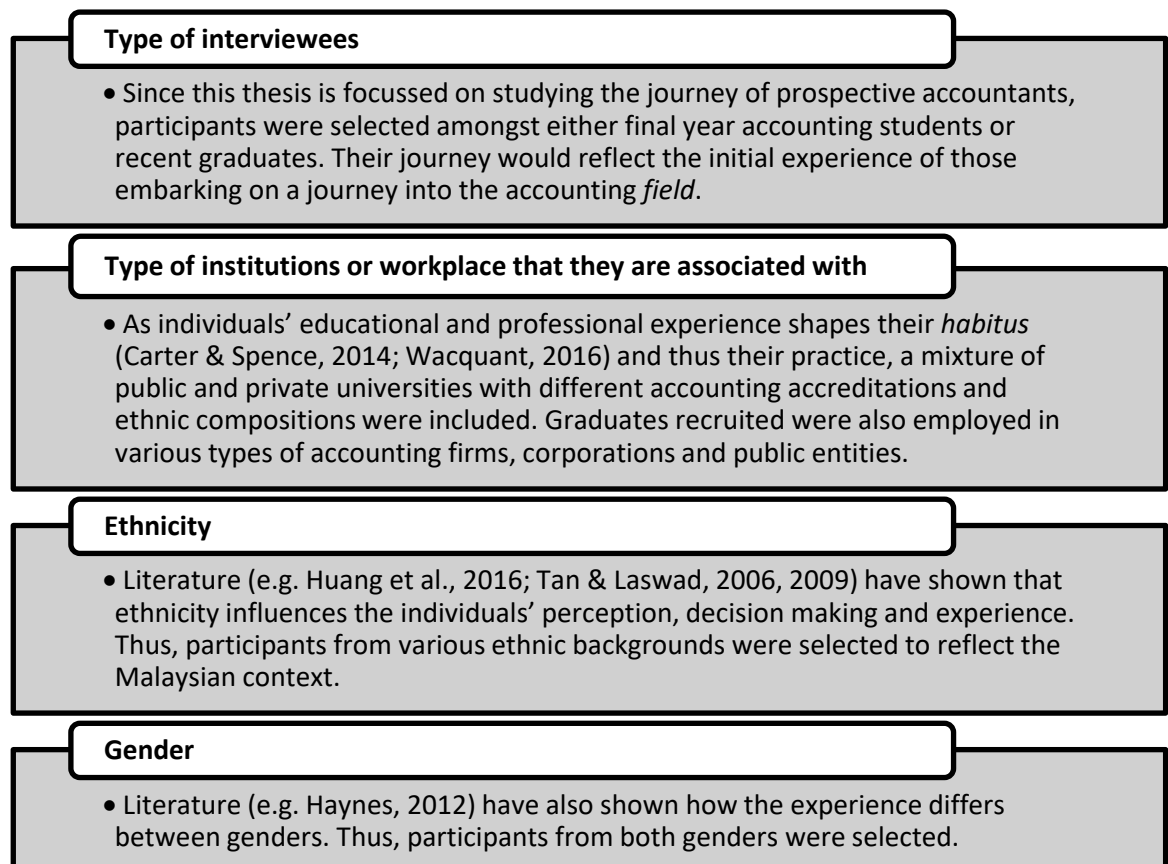 Type of interviewees
• Since this thesis is focussed on studying the journey of prospective accountants,
participants were selected amongst either final year accounting students or
recent graduates. Their journey would reflect the initial experience of those
embarking on a journey into the accounting field.
Type of institutions or workplace that they are associated with
• As individuals’ educational and professional experience shapes their habitus
(Carter & Spence, 2014; Wacquant, 2016) and thus their practice, a mixture of
public and private universities with different accounting accreditations and
ethnic compositions were included. Graduates recruited were also employed in
various types of accounting firms, corporations and public entities.
Ethnicity
• Literature (e.g. Huang et al., 2016; Tan & Laswad, 2006, 2009) have shown that
ethnicity influences the individuals’ perception, decision making and experience.
Thus, participants from various ethnic backgrounds were selected to reflect the
Malaysian context.
Gender
• Literature (e.g. Haynes, 2012) have also shown how the experience differs
between genders. Thus, participants from both genders were selected.